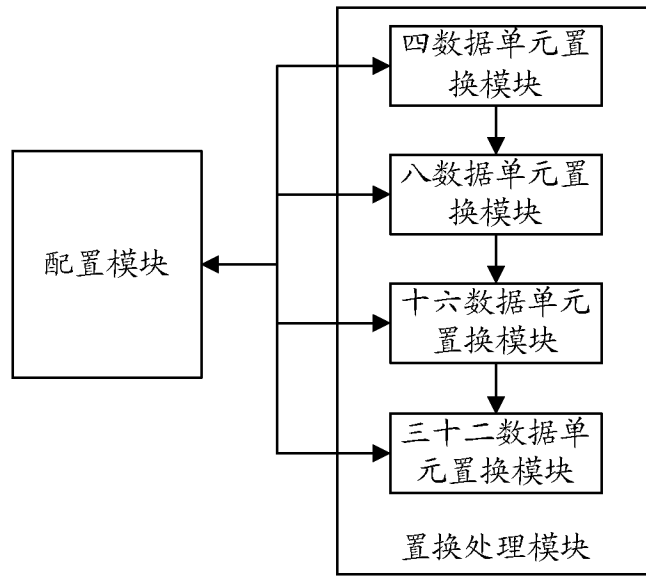 四数据单元置
换模块
八数据单元置
换模块
配置模块
十六数据单元
置换模块
三十二数据单
元置换模块
置换处理模块